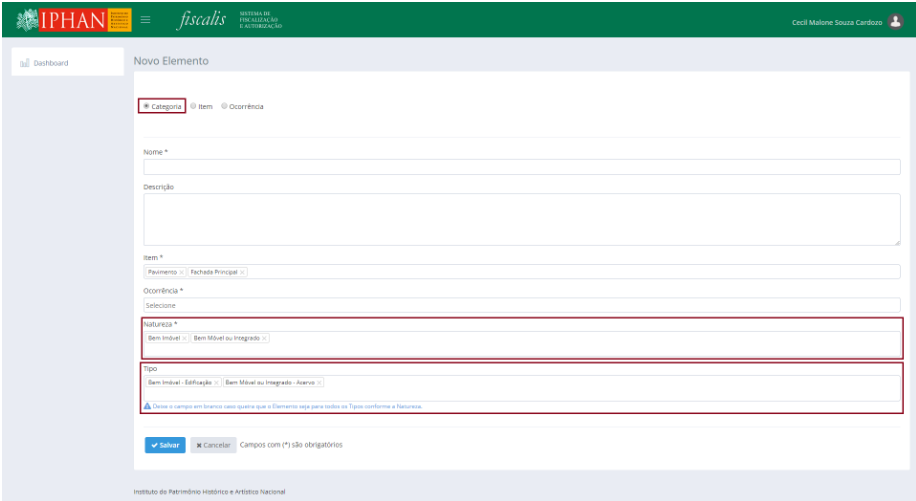 IPHAN
fiscalis
SISTEMA DE
FISCALIZAÇÃO
E AUTORIZAÇÃO
Cecil Malone Souza Cardozo
Dashboard
Novo Elemento
Categoria Item Ocorrência
Nome *
Descrição
Item *
Pavimento × Fachada Principal ×
Ocorrência *
Selecione
Natureza *
Bem Imóvel × Bem Móvel ou Integrado ×
Tipo
Bem Imóvel - Edificação × Bem Móvel ou Integrado - Acervo ×
Deixe o campo em branco caso queira que o Elemento seja para todos os Tipos conforme a Natureza.
Salvar Cancelar Campos com (*) são obrigatórios
Instituto do Patrimônio Histórico e Artístico Nacional